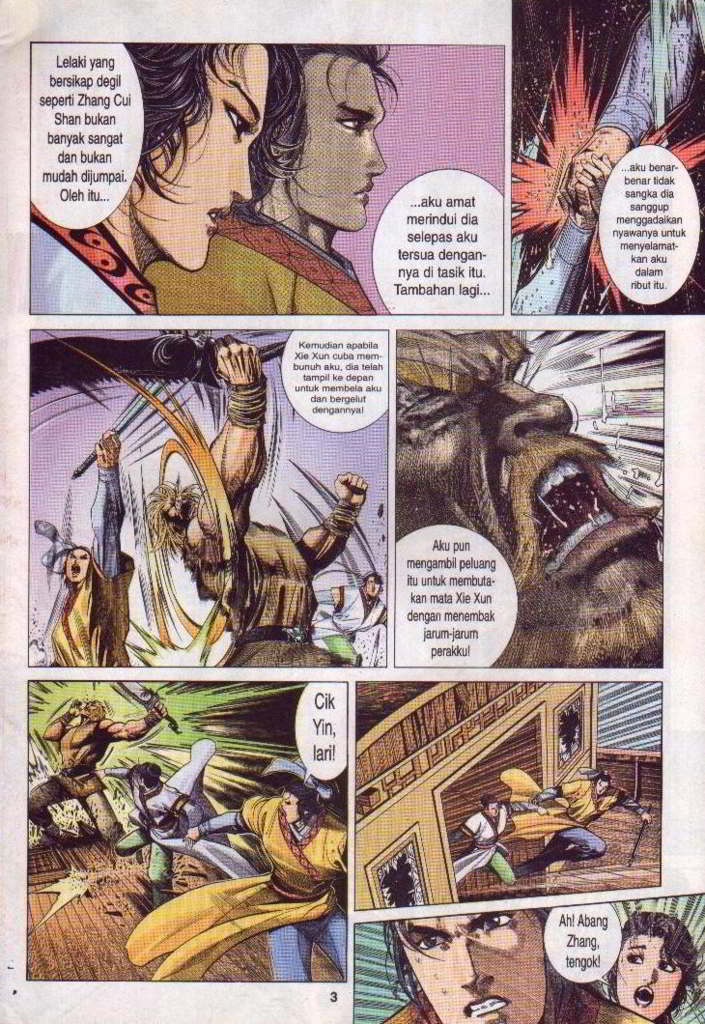 Lelaki yang
bersikap degil
seperti Zhang Cui
Shan bukan
banyak sangat
dan bukan
mudah dijumpai.
Oleh itu...
...aku amat
merindui dia
selepas aku
tersua dengan-
nya di tasik itu.
Tambahan lagi...
...aku benar-
benar tidak
sangka dia
sanggup
menggadaikan
nyawanya untuk
menyelamat-
kan aku
dalam
ribut itu.
Kemudian apabila
Xie Xun cuba mem-
bunuh aku, dia telah
tampil ke depan
untuk membela aku
dan bergelut
dengannya!
Aku pun
mengambil peluang
itu untuk membuta-
kan mata Xie Xun
dengan menembak
jarum-jarum
perakku!
Cik
Yin,
lari!
Ah! Abang
Zhang,
tengok!
3